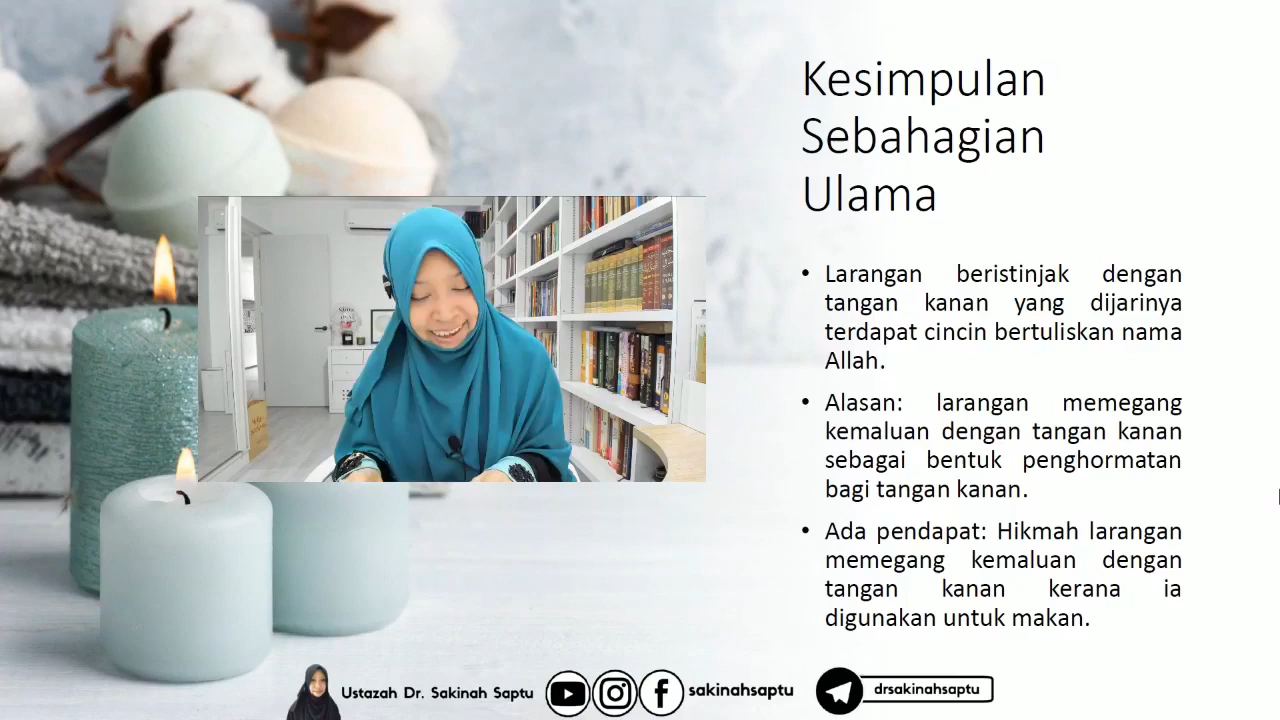 Kesimpulan
Sebahagian
Ulama
• Larangan beristinjak dengan
tangan kanan yang dijarinya
terdapat cincin bertuliskan nama
Allah.
• Alasan: larangan memegang
kemaluan dengan tangan kanan
sebagai bentuk penghormatan
bagi tangan kanan.
• Ada pendapat: Hikmah larangan
memegang kemaluan dengan
tangan kanan kerana ia
digunakan untuk makan.
Ustazah Dr. Sakinah Saptu
sakinahsaptu
drsakinahsaptu